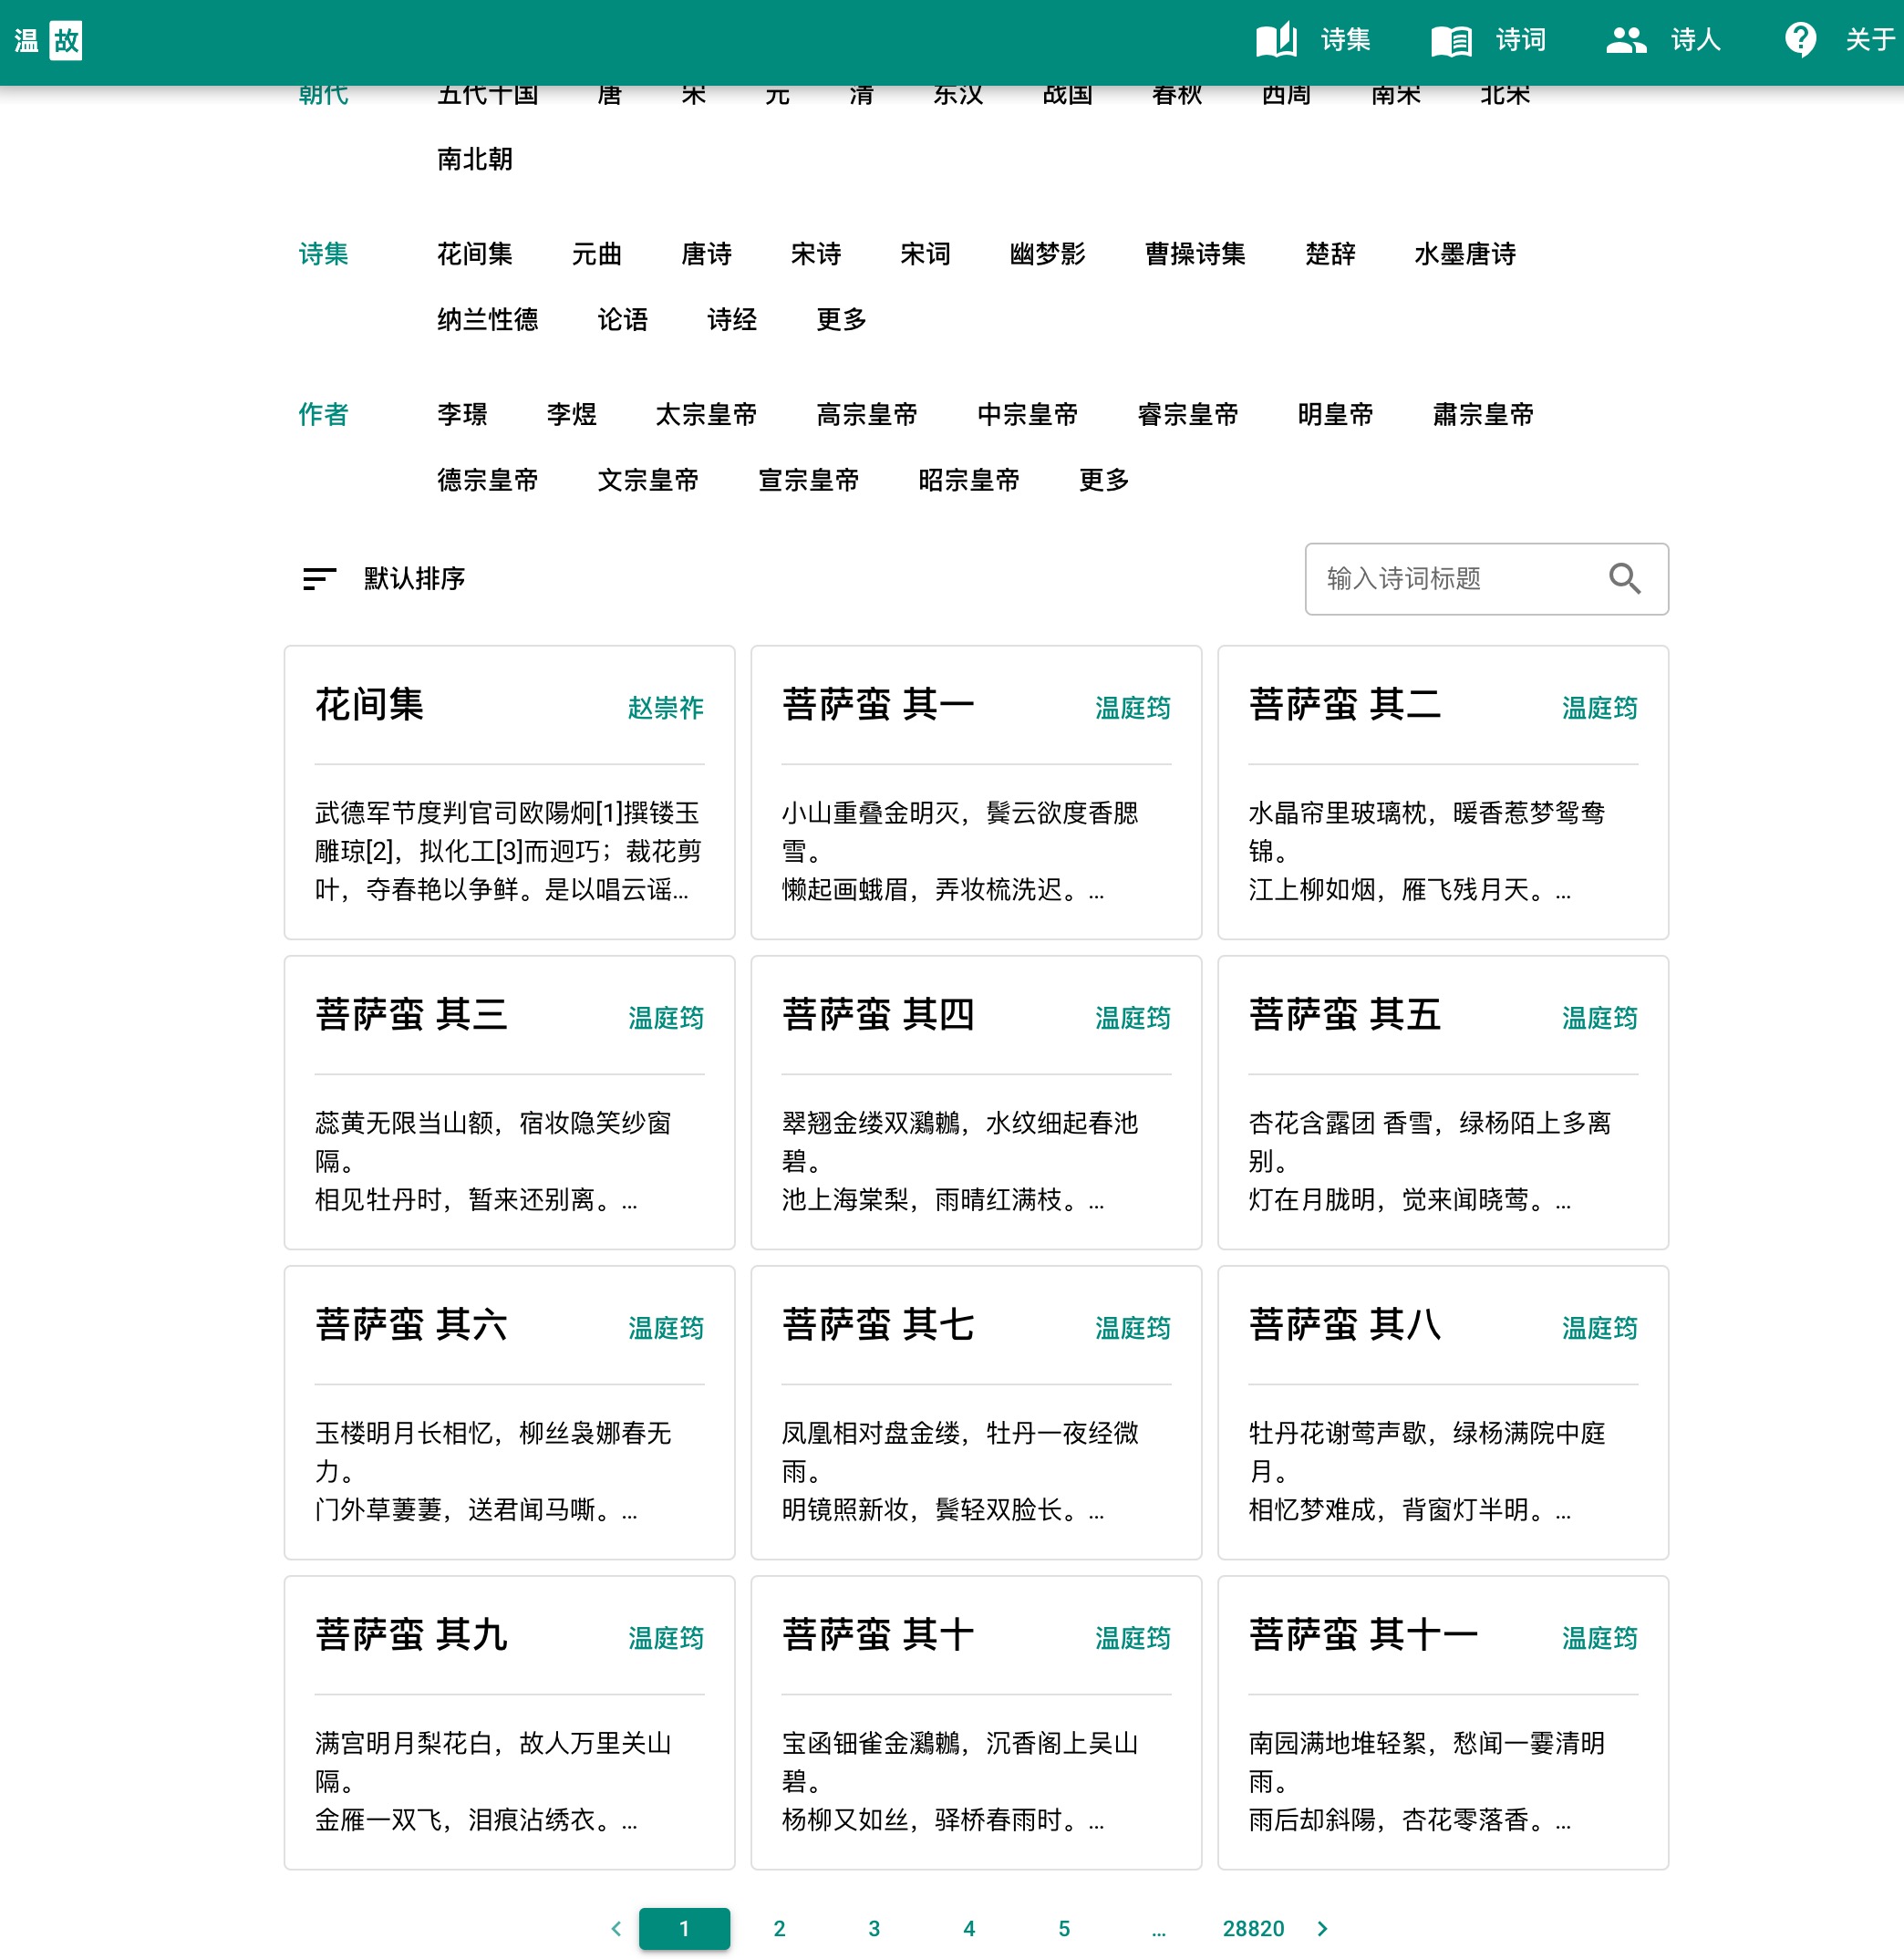 温 故 诗集 诗词 诗人 关于
朝代 五代十国 唐 宋 元 清 东汉 战国 春秋 西周 南宋 北宋
南北朝
诗集 花间集 元曲 唐诗 宋诗 宋词 幽梦影 曹操诗集 楚辞 水墨唐诗
纳兰性德 论语 诗经 更多
作者 李璟 李煜 太宗皇帝 高宗皇帝 中宗皇帝 睿宗皇帝 明皇帝 肃宗皇帝
德宗皇帝 文宗皇帝 宣宗皇帝 昭宗皇帝 更多
默认排序 输入诗词标题
花间集 赵崇祚
武德军节度判官司欧陽炯[1]撰镂玉
雕琼[2]，拟化工[3]而迥巧；裁花剪
叶，夺春艳以争鲜。是以唱云谣...
菩萨蛮 其一 温庭筠
小山重叠金明灭，鬓云欲度香腮
雪。
懒起画蛾眉，弄妆梳洗迟。...
菩萨蛮 其二 温庭筠
水晶帘里玻璃枕，暖香惹梦鸳鸯
锦。
江上柳如烟，雁飞残月天。...
菩萨蛮 其三 温庭筠
蕊黄无限当山额，宿妆隐笑纱窗
隔。
相见牡丹时，暂来还别离。...
菩萨蛮 其四 温庭筠
翠翘金缕双鸂鶒，水纹细起春池
碧。
池上海棠梨，雨晴红满枝。...
菩萨蛮 其五 温庭筠
杏花含露团 香雪，绿杨陌上多离
别。
灯在月胧明，觉来闻晓莺。...
菩萨蛮 其六 温庭筠
玉楼明月长相忆，柳丝袅娜春无
力。
门外草萋萋，送君闻马嘶。...
菩萨蛮 其七 温庭筠
凤凰相对盘金缕，牡丹一夜经微
雨。
明镜照新妆，鬓轻双脸长。...
菩萨蛮 其八 温庭筠
牡丹花谢莺声歇，绿杨满院中庭
月。
相忆梦难成，背窗灯半明。...
菩萨蛮 其九 温庭筠
满宫明月梨花白，故人万里关山
隔。
金雁一双飞，泪痕沾绣衣。...
菩萨蛮 其十 温庭筠
宝函钿雀金鸂鶒，沉香阁上吴山
碧。
杨柳又如丝，驿桥春雨时。...
菩萨蛮 其十一 温庭筠
南园满地堆轻絮，愁闻一霎清明
雨。
雨后却斜陽，杏花零落香。...
1 2 3 4 5 ... 28820